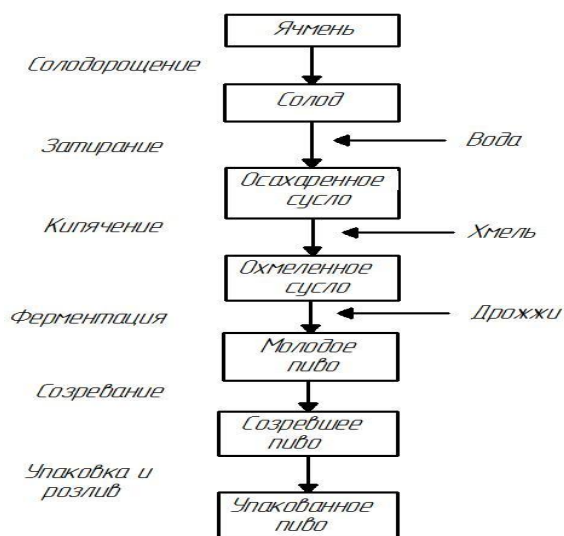 Ячмень
Солодорощение
Солод
Затирание
Вода
Осахаренное
сусло
Кипячение
Хмель
Охмеленное
сусло
Ферментация
Дрожжи
Молодое
пиво
Созревание
Созревшее
пиво
Упаковка и
розлив
Упакованное
пиво